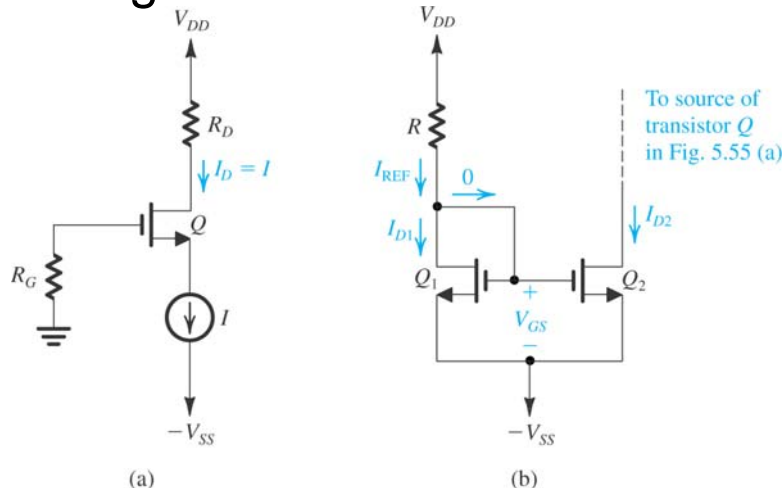 V_DD
R_D
I_D = I
Q
R_G
I
−V_SS
(a)
V_DD
R
I_REF
0
I_D1
Q_1
+
V_GS
−
Q_2
I_D2
To source of
transistor Q
in Fig. 5.55 (a)
−V_SS
(b)